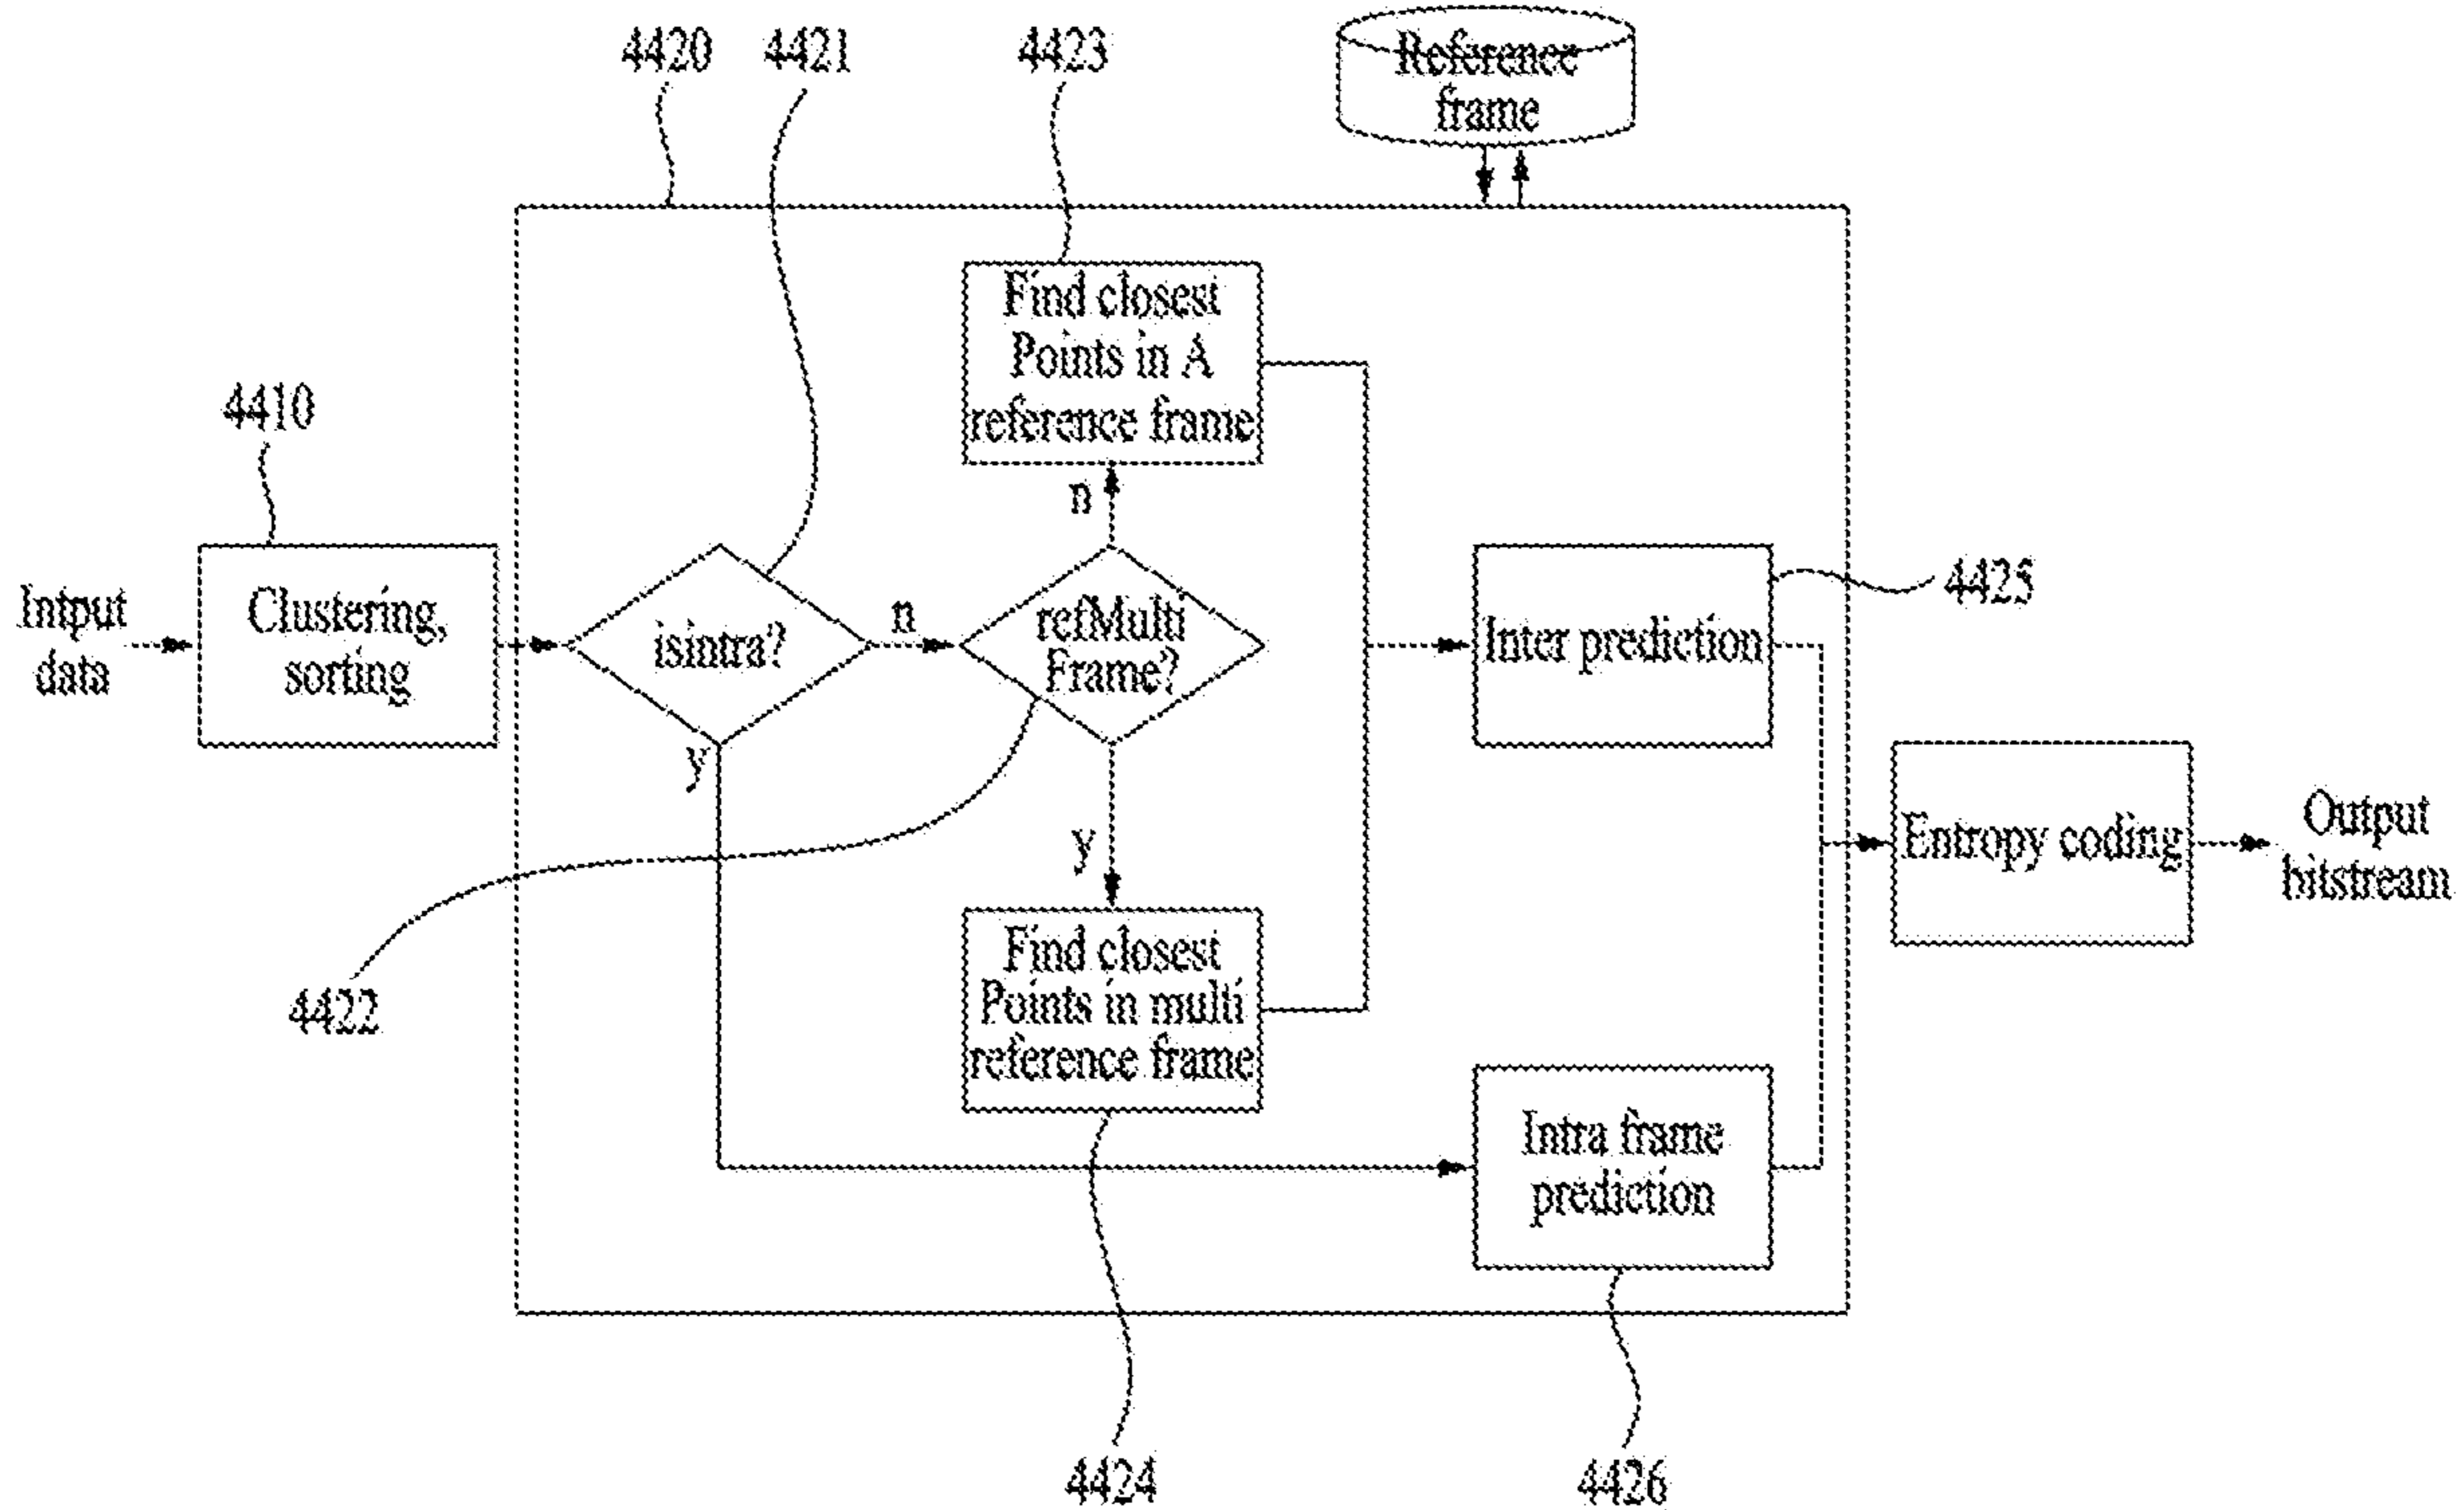 4420
4421
4423
Reference
frame
4410
Find closest
Points in A
reference frame
n
Intput
data
Clustering,
sorting
isintra?
n
refMulti
Frame?
Inter prediction
4425
y
y
Entropy coding
Output
bitstream
4422
Find closest
Points in multi
reference frame
Intra frame
prediction
4424
4426